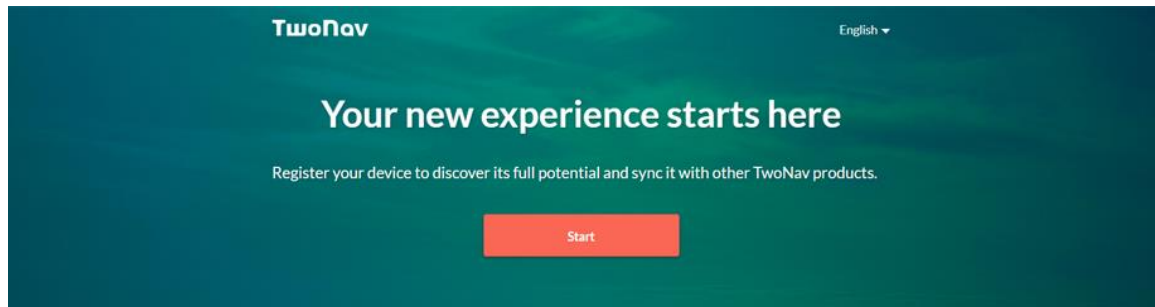 TwoNav
English
Your new experience starts here
Register your device to discover its full potential and sync it with other TwoNav products.
Start